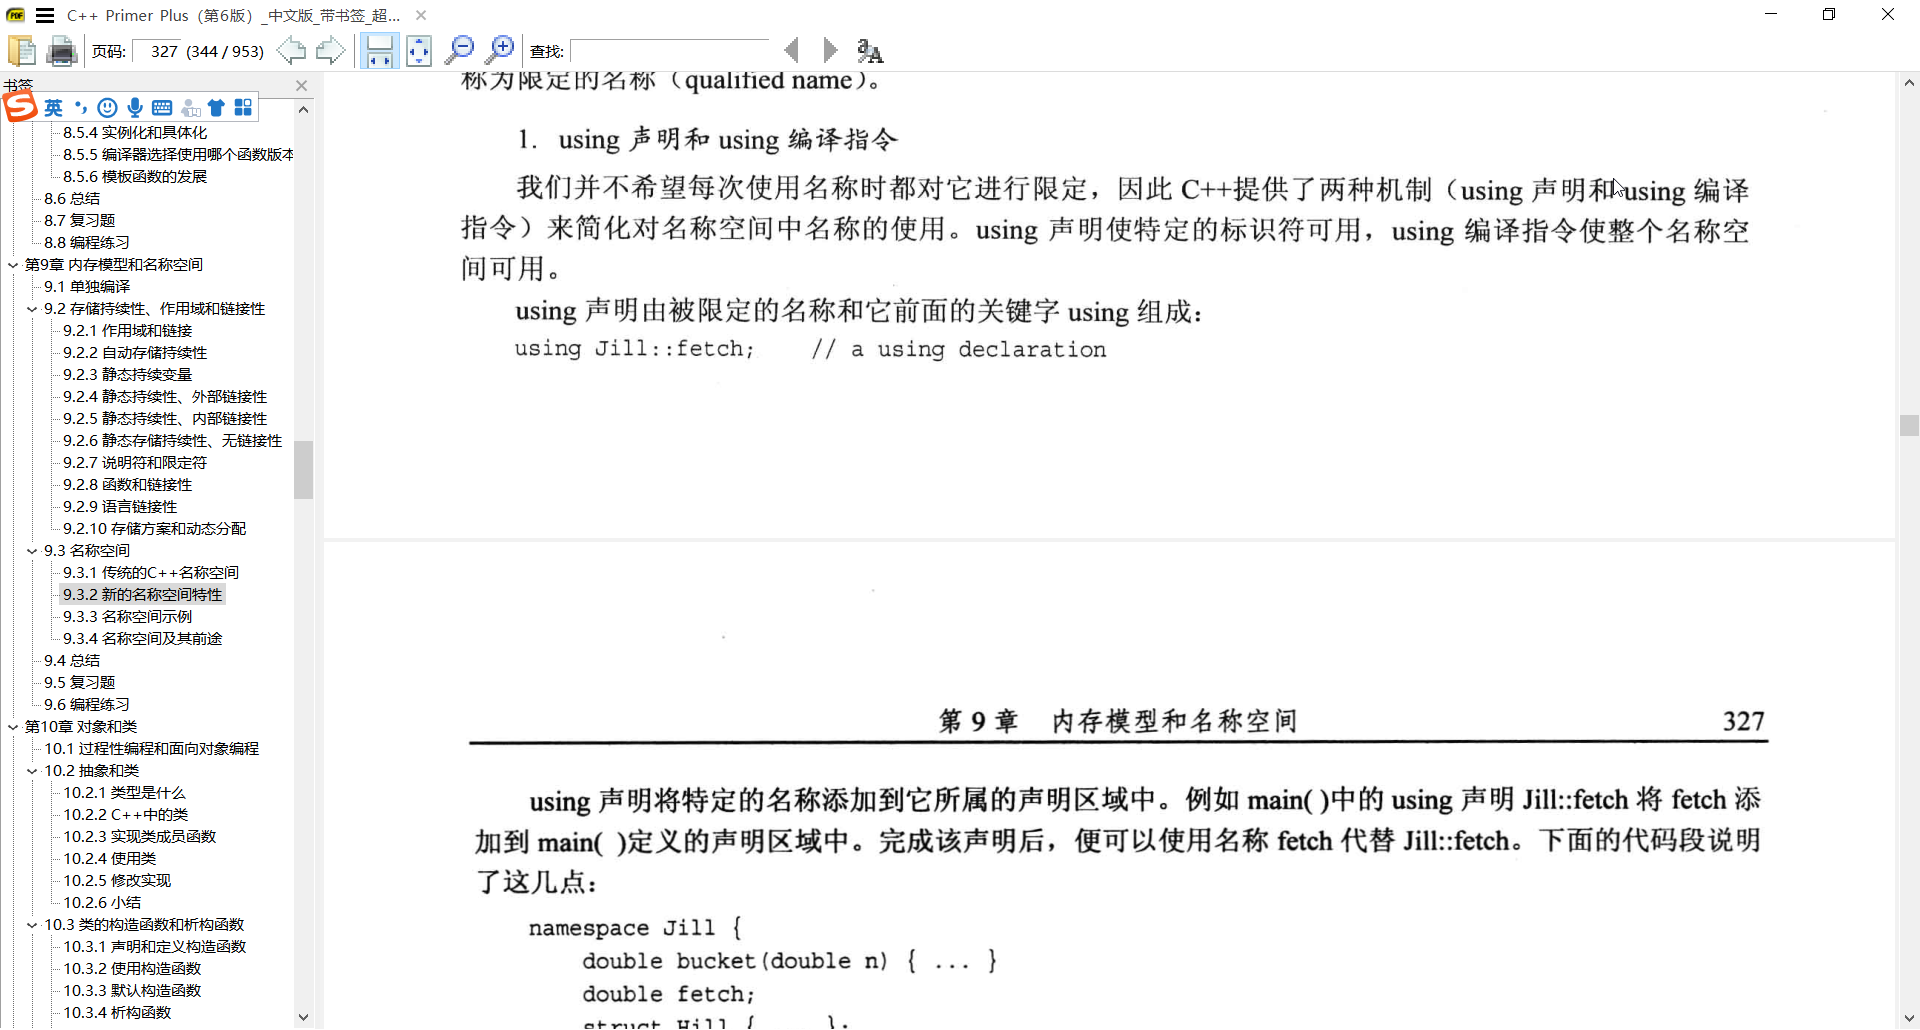 C++ Primer Plus（第6版）_中文版_带书签_超...
页码: 327 (344 / 953) 查找:
书签
英
8.5.4 实例化和具体化
8.5.5 编译器选择使用哪个函数版本
8.5.6 模板函数的发展
8.6 总结
8.7 复习题
8.8 编程练习
第9章 内存模型和名称空间
9.1 单独编译
9.2 存储持续性、作用域和链接性
9.2.1 作用域和链接
9.2.2 自动存储持续性
9.2.3 静态持续变量
9.2.4 静态持续性、外部链接性
9.2.5 静态持续性、内部链接性
9.2.6 静态存储持续性、无链接性
9.2.7 说明符和限定符
9.2.8 函数和链接性
9.2.9 语言链接性
9.2.10 存储方案和动态分配
9.3 名称空间
9.3.1 传统的C++名称空间
9.3.2 新的名称空间特性
9.3.3 名称空间示例
9.3.4 名称空间及其前途
9.4 总结
9.5 复习题
9.6 编程练习
第10章 对象和类
10.1 过程性编程和面向对象编程
10.2 抽象和类
10.2.1 类型是什么
10.2.2 C++中的类
10.2.3 实现类成员函数
10.2.4 使用类
10.2.5 修改实现
10.2.6 小结
10.3 类的构造函数和析构函数
10.3.1 声明和定义构造函数
10.3.2 使用构造函数
10.3.3 默认构造函数
10.3.4 析构函数
称为限定的名称（qualified name）。
1. using 声明和 using 编译指令
我们并不希望每次使用名称时都对它进行限定，因此 C++提供了两种机制（using 声明和 using 编译
指令）来简化对名称空间中名称的使用。using 声明使特定的标识符可用，using 编译指令使整个名称空
间可用。
using 声明由被限定的名称和它前面的关键字 using 组成：
using Jill::fetch; // a using declaration
第 9 章 内存模型和名称空间 327
using 声明将特定的名称添加到它所属的声明区域中。例如 main( )中的 using 声明 Jill::fetch 将 fetch 添
加到 main( )定义的声明区域中。完成该声明后，便可以使用名称 fetch 代替 Jill::fetch。下面的代码段说明
了这几点：
namespace Jill {
double bucket(double n) { ... }
double fetch;
struct Hill { ... };